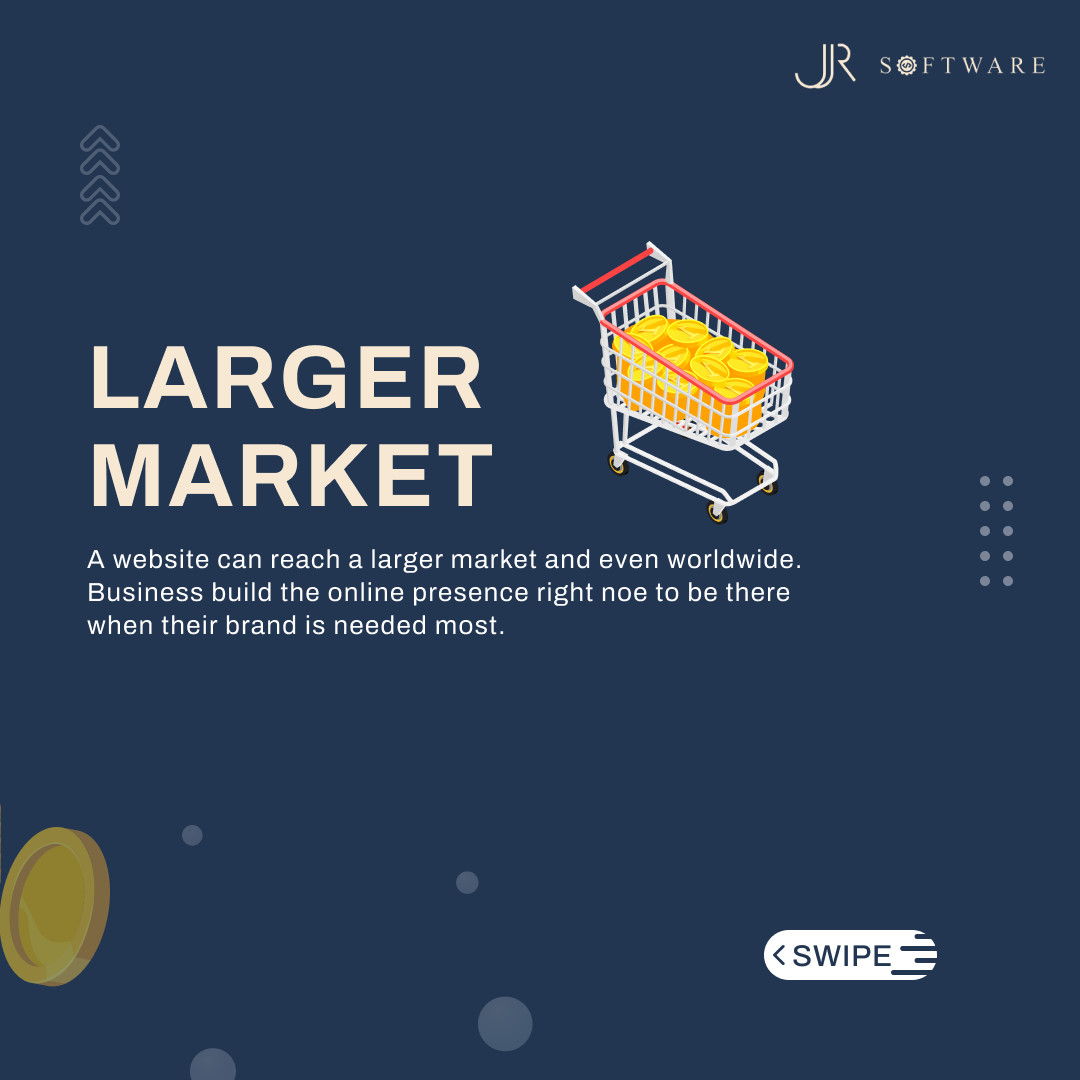 JJR SOFTWARE
LARGER
MARKET
A website can reach a larger market and even worldwide.
Business build the online presence right noe to be there
when their brand is needed most.
SWIPE